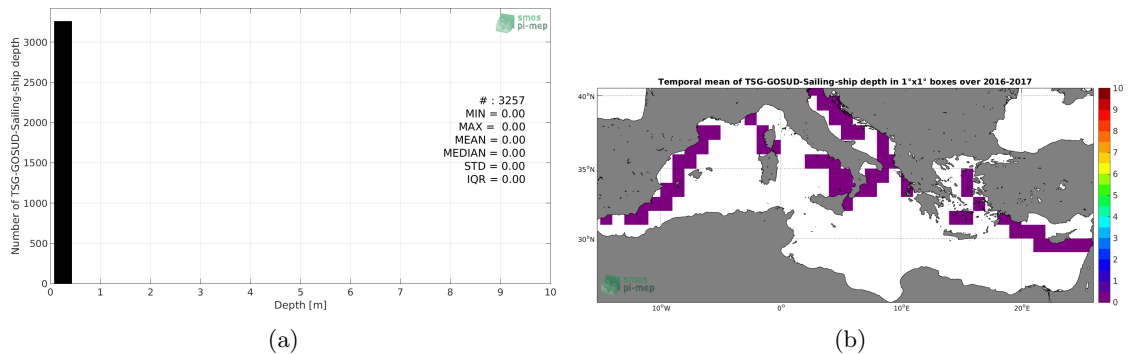 smos
pi-mep
Number of TSG-GOSUD-Sailing-ship depth
3000
2500
2000
1500
1000
500
0
# : 3257
MIN = 0.00
MAX = 0.00
MEAN = 0.00
MEDIAN = 0.00
STD = 0.00
IQR = 0.00
0 1 2 3 4 5 6 7 8 9 10
Depth [m]
(a)
Temporal mean of TSG-GOSUD-Sailing-ship depth in 1°x1° boxes over 2016-2017
40°N
35°N
30°N
10°W 0° 10°E 20°E
smos
pi-mep
10
9
8
7
6
5
4
3
2
1
0
(b)